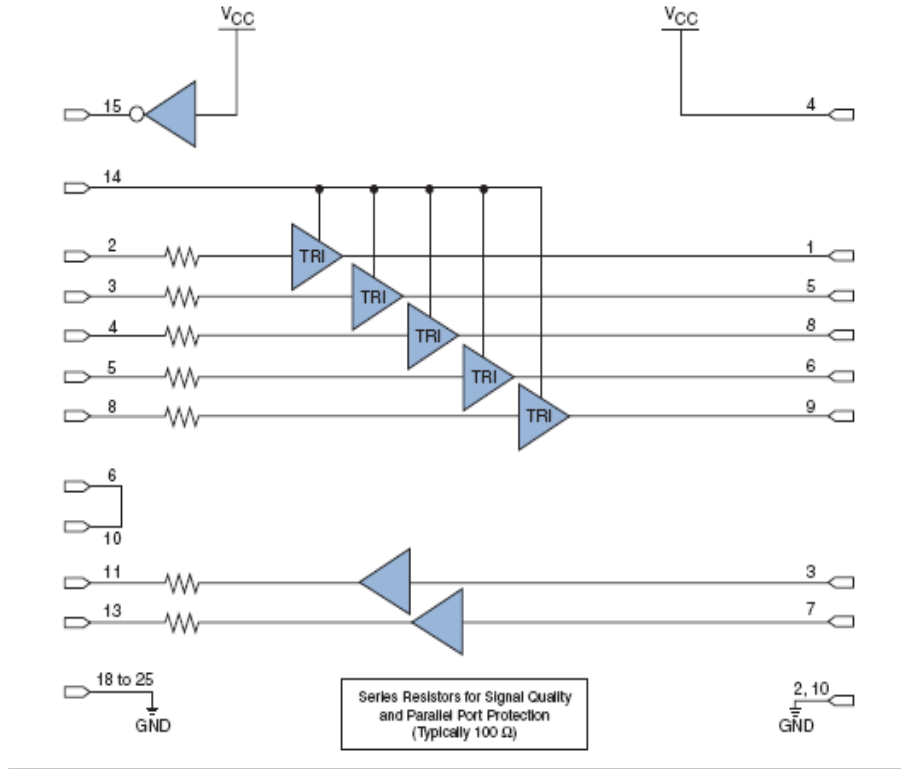 VCC VCC
15 4
14
2 TRI 1
3 TRI 5
4 TRI 8
5 TRI 6
8 TRI 9
6
10
11 3
13 7
18 to 25 2, 10
GND GND
Series Resistors for Signal Quality
and Parallel Port Protection
(Typically 100 Ω)